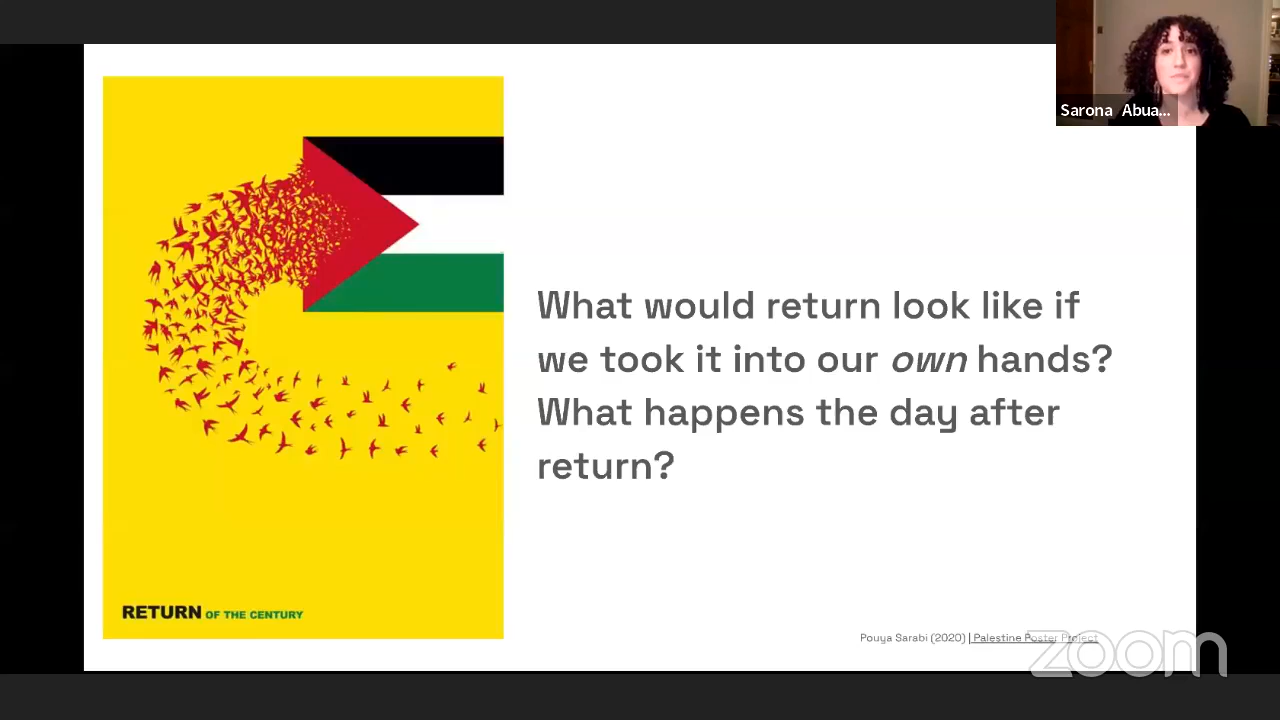 Sarona Abua...
What would return look like if
we took it into our own hands?
What happens the day after
return?
RETURN OF THE CENTURY
Pouya Sarabi (2020) | Palestine Poster Project
zoom